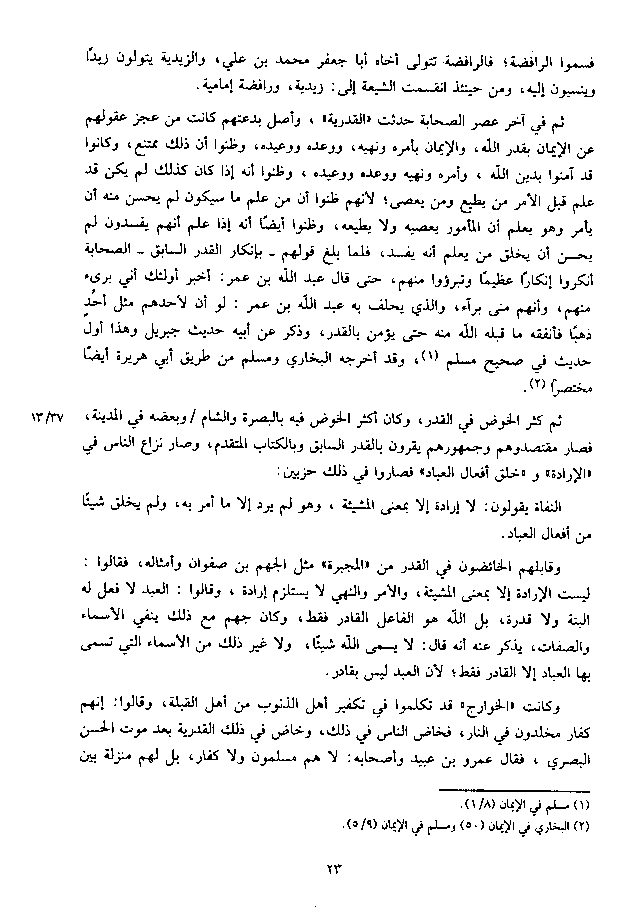 فسموا الرافضة؛ فالرافضة تتولى أخاه أبا جعفر محمد بن علي، والزيدية يتولون زيدًا
وينسبون إليه، ومن حينئذ انقسمت الشيعة إلى: زيدية، ورافضة إمامية.
ثم في آخر عصر الصحابة حدثت «القدرية» ، وأصل بدعتهم كانت من عجز عقولهم
عن الإيمان بقدر الله، والإيمان بأمره ونهيه، ووعده ووعيده، وظنوا أن ذلك ممتنع، وكانوا
قد آمنوا بدين الله ، وأمره ونهيه ووعده ووعيده ، وظنوا أنه إذا كان كذلك لم يكن قد
علم قبل الأمر من يطيع ومن يعصى؛ لأنهم ظنوا أن من علم ما سيكون لم يحسن منه أن
يأمر وهو يعلم أن المأمور يعصيه ولا يطيعه، وظنوا أيضًا أنه إذا علم أنهم يفسدون لم
يحسن أن يخلق من يعلم أنه يفسد، فلما بلغ قولهم ـ بإنكار القدر السابق ـ الصحابة
أنكروا إنكارًا عظيمًا وتبرؤوا منهم، حتى قال عبد الله بن عمر: أخبر أولئك أني بريء
منهم، وأنهم منى برآء، والذي يحلف به عبد الله بن عمر : لو أن لأحدهم مثل أحُدٍ
ذهبًا فأنفقه ما قبله الله منه حتى يؤمن بالقدر، وذكر عن أبيه حديث جبريل وهذا أول
حديث في صحيح مسلم (١)، وقد أخرجه البخاري ومسلم من طريق أبي هريرة أيضًا
مختصرًا (٢).
ثم كثر الخوض في القدر، وكان أكثر الخوض فيه بالبصرة والشام / وبعضه في المدينة، ١٣/٣٧
فصار مقتصدوهم وجمهورهم يقرون بالقدر السابق وبالكتاب المتقدم، وصار نزاع الناس في
«الإرادة» و «خلق أفعال العباد» فصاروا في ذلك حزبين:
النفاة يقولون: لا إرادة إلا بمعنى المشيئة ، وهو لم يرد إلا ما أمر به، ولم يخلق شيئًا
من أفعال العباد.
وقابلهم الخائضون في القدر من «المجبرة» مثل الجهم بن صفوان وأمثاله، فقالوا :
ليست الإرادة إلا بمعنى المشيئة، والأمر والنهي لا يستلزم إرادة ، وقالوا : العبد لا فعل له
البتة ولا قدرة، بل الله هو الفاعل القادر فقط، وكان جهم مع ذلك ينفي الأسماء
والصفات، يذكر عنه أنه قال: لا يسمى الله شيئًا، ولا غير ذلك من الأسماء التي تسمى
بها العباد إلا القادر فقط؛ لأن العبد ليس بقادر.
وكانت «الخوارج» قد تكلموا في تكفير أهل الذنوب من أهل القبلة، وقالوا: إنهم
كفار مخلدون في النار، فخاض الناس في ذلك، وخاض في ذلك القدرية بعد موت الحسن
البصري ، فقال عمرو بن عبيد وأصحابه: لا هم مسلمون ولا كفار، بل لهم منزلة بين
(١) مسلم في الإيمان (١/٨).
(٢) البخاري في الإيمان (٥٠) ومسلم في الإيمان (٥/٩).
٢٣